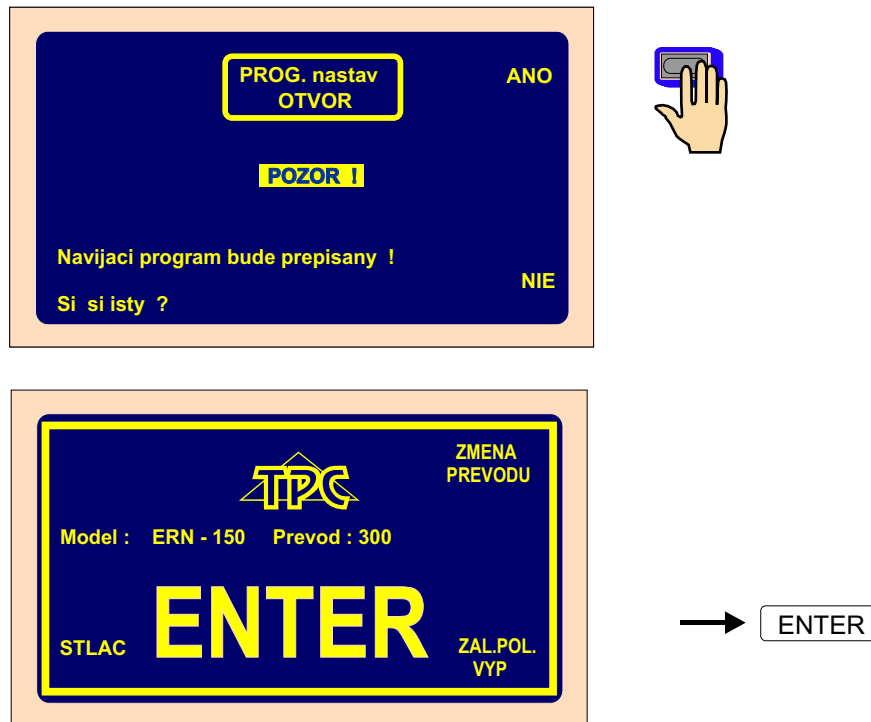 PROG. nastav
OTVOR
ANO
POZOR !
Navijaci program bude prepisany !
NIE
Si si isty ?
ZMENA
PREVODU
TPC
Model : ERN - 150 Prevod : 300
STLAC ENTER
ZAL.POL.
VYP
ENTER